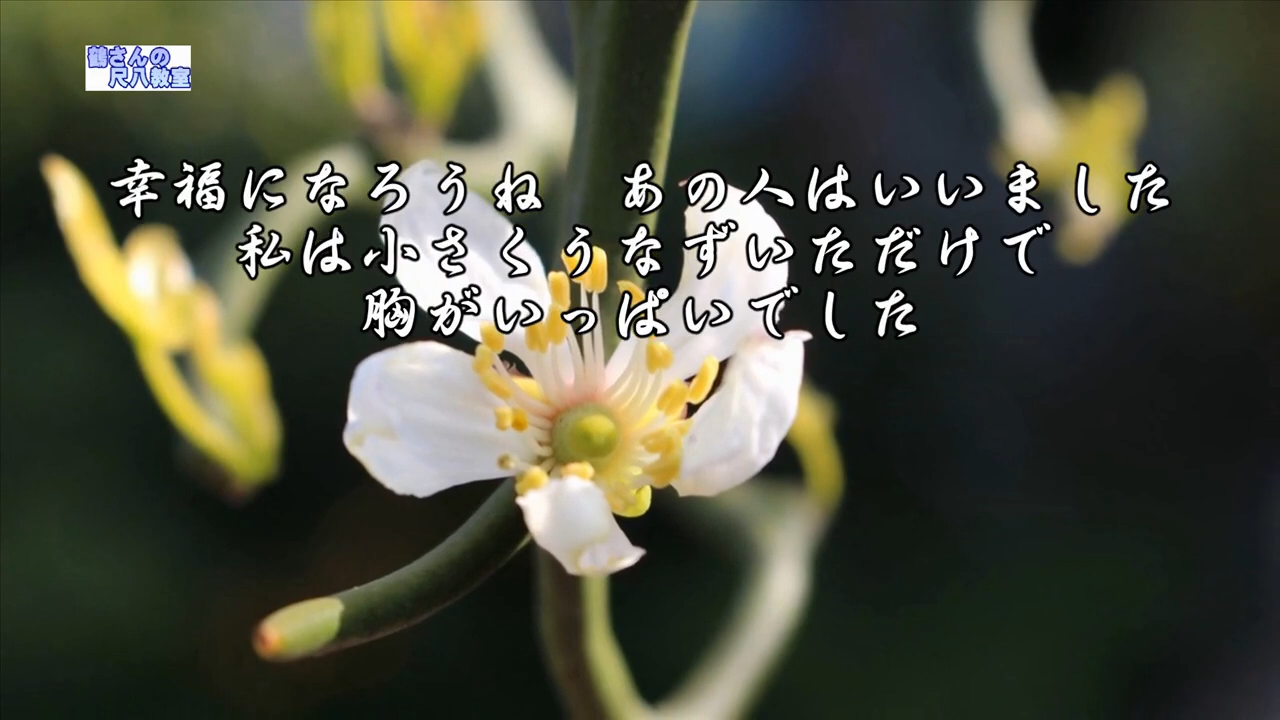 鶴さんの
尺八教室
幸福になろうね　あの人はいいました
私は小さくうなずいただけで
胸がいっぱいでした